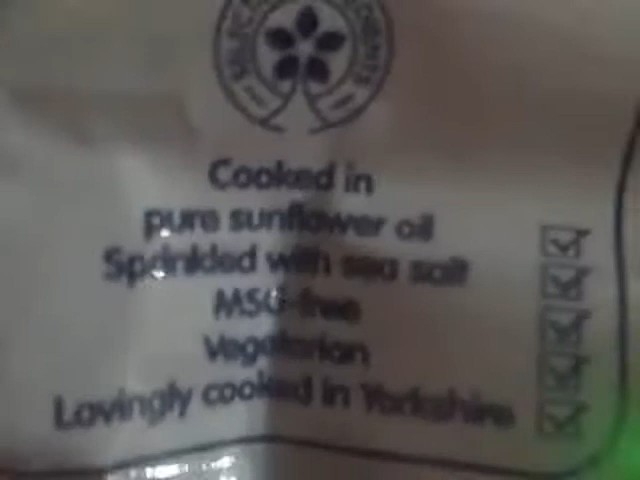 Cooked in
pure sunflower oil
Sprinkled with sea salt
MSG free
Vegetarian
Lovingly cooked in Yorkshire